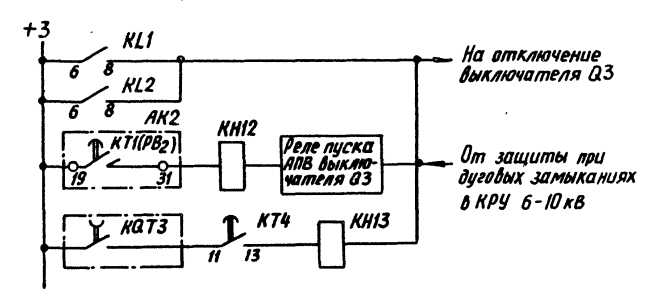 +3
KL1
6 8
KL2
6 8
AK2
KT1(PB2)
19 31
KH12
Реле пуска
АПВ выклю-
чателя Q3
KQT3
KT4
11 13
KH13
На отключение
выключателя Q3
От защиты при
дуговых замыканиях
в КРУ 6-10 кВ